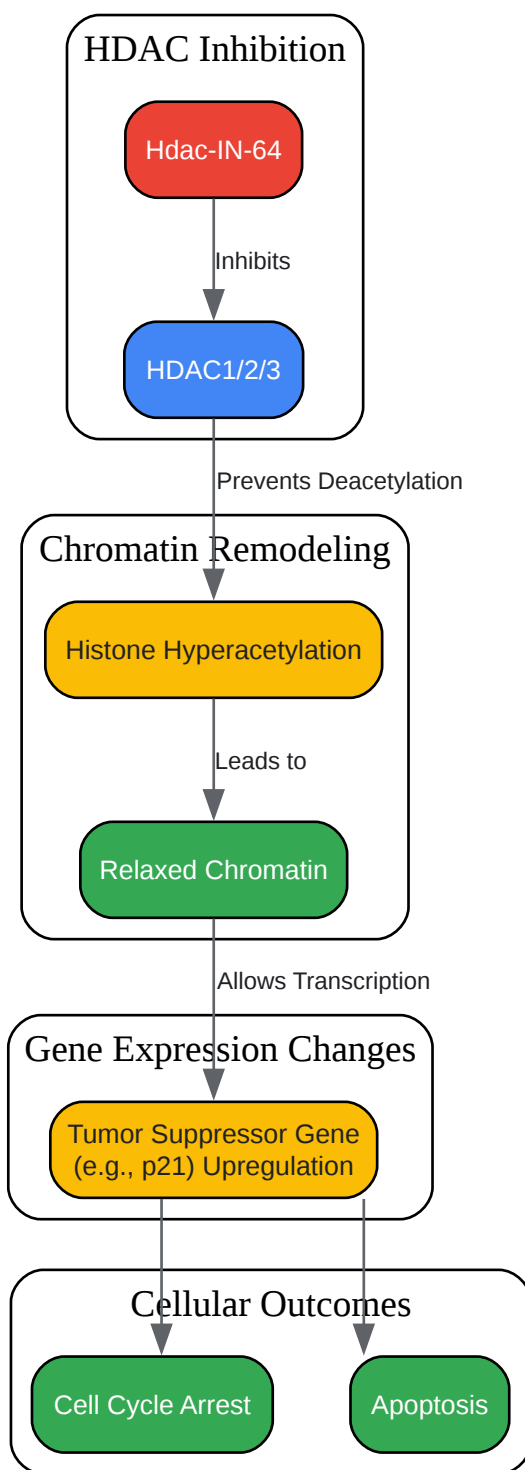 HDAC Inhibition
Hdac-IN-64
Inhibits
HDAC1/2/3
Prevents Deacetylation
Chromatin Remodeling
Histone Hyperacetylation
Leads to
Relaxed Chromatin
Allows Transcription
Gene Expression Changes
Tumor Suppressor Gene
(e.g., p21) Upregulation
Cellular Outcomes
Cell Cycle Arrest
Apoptosis